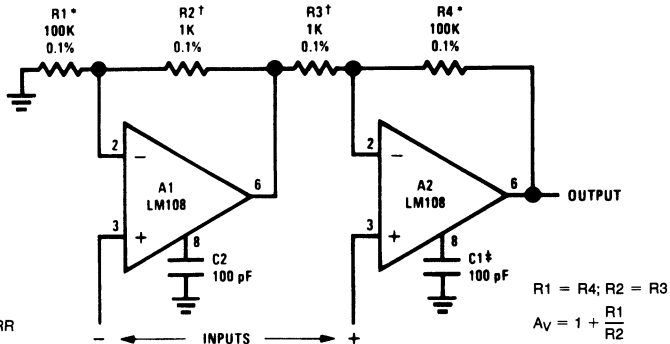 R1* R2† R3† R4*
100K 1K 1K 100K
0.1% 0.1% 0.1% 0.1%
2 2
− −
A1 6 A2 6 OUTPUT
LM108 LM108
3 3
+ +
8 8
C2 C1‡
100 pF 100 pF
R1 = R4; R2 = R3
RR
− INPUTS +
AV = 1 + R1
R2